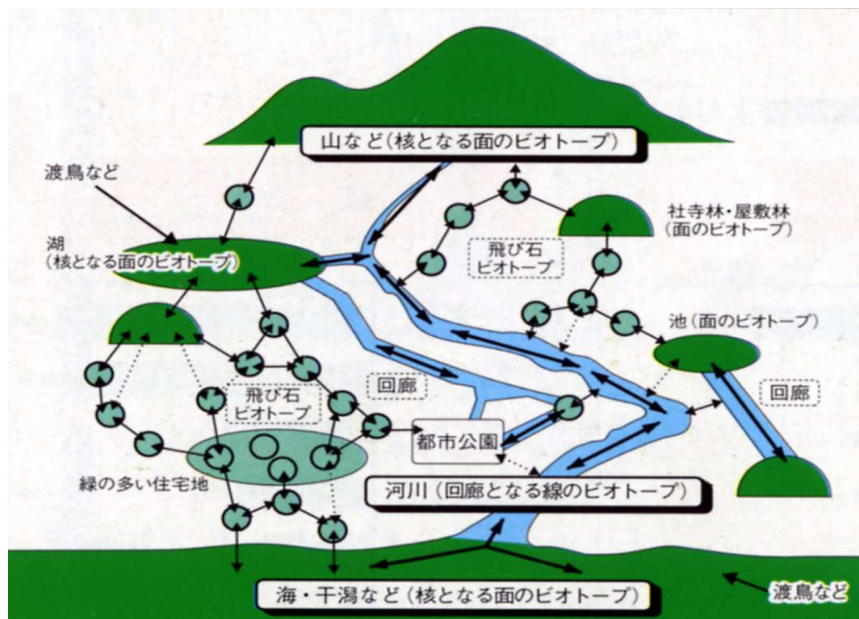 山など(核となる面のビオトープ)
渡鳥など
社寺林・屋敷林
(面のビオトープ)
湖
(核となる面のビオトープ)
飛び石
ビオトープ
池(面のビオトープ)
回廊
回廊
飛び石
ビオトープ
都市公園
緑の多い住宅地
河川(回廊となる線のビオトープ)
海・干潟など(核となる面のビオトープ)
渡鳥など